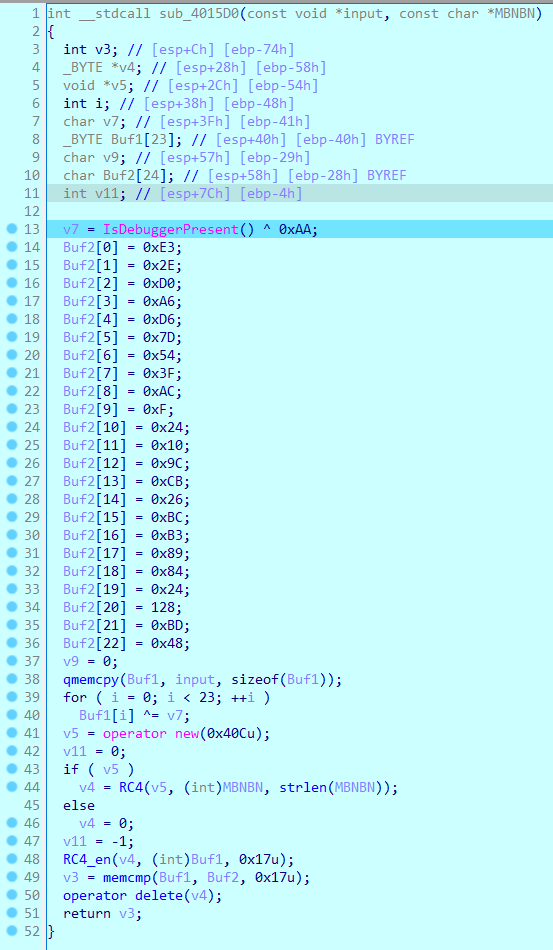 1 int __stdcall sub_4015D0(const void *input, const char *MBNBN)
2 {
3 int v3; // [esp+Ch] [ebp-74h]
4 _BYTE *v4; // [esp+28h] [ebp-58h]
5 void *v5; // [esp+2Ch] [ebp-54h]
6 int i; // [esp+38h] [ebp-48h]
7 char v7; // [esp+3Fh] [ebp-41h]
8 _BYTE Buf1[23]; // [esp+40h] [ebp-40h] BYREF
9 char v9; // [esp+57h] [ebp-29h]
10 char Buf2[24]; // [esp+58h] [ebp-28h] BYREF
11 int v11; // [esp+7Ch] [ebp-4h]
12
13 v7 = IsDebuggerPresent() ^ 0xAA;
14 Buf2[0] = 0xE3;
15 Buf2[1] = 0x2E;
16 Buf2[2] = 0xD0;
17 Buf2[3] = 0xA6;
18 Buf2[4] = 0xD6;
19 Buf2[5] = 0x7D;
20 Buf2[6] = 0x54;
21 Buf2[7] = 0x3F;
22 Buf2[8] = 0xAC;
23 Buf2[9] = 0xF;
24 Buf2[10] = 0x24;
25 Buf2[11] = 0x10;
26 Buf2[12] = 0x9C;
27 Buf2[13] = 0xCB;
28 Buf2[14] = 0x26;
29 Buf2[15] = 0xBC;
30 Buf2[16] = 0xB3;
31 Buf2[17] = 0x89;
32 Buf2[18] = 0x84;
33 Buf2[19] = 0x24;
34 Buf2[20] = 128;
35 Buf2[21] = 0xBD;
36 Buf2[22] = 0x48;
37 v9 = 0;
38 qmemcpy(Buf1, input, sizeof(Buf1));
39 for ( i = 0; i < 23; ++i )
40 Buf1[i] ^= v7;
41 v5 = operator new(0x40Cu);
42 v11 = 0;
43 if ( v5 )
44 v4 = RC4(v5, (int)MBNBN, strlen(MBNBN));
45 else
46 v4 = 0;
47 v11 = -1;
48 RC4_en(v4, (int)Buf1, 0x17u);
49 v3 = memcmp(Buf1, Buf2, 0x17u);
50 operator delete(v4);
51 return v3;
52 }